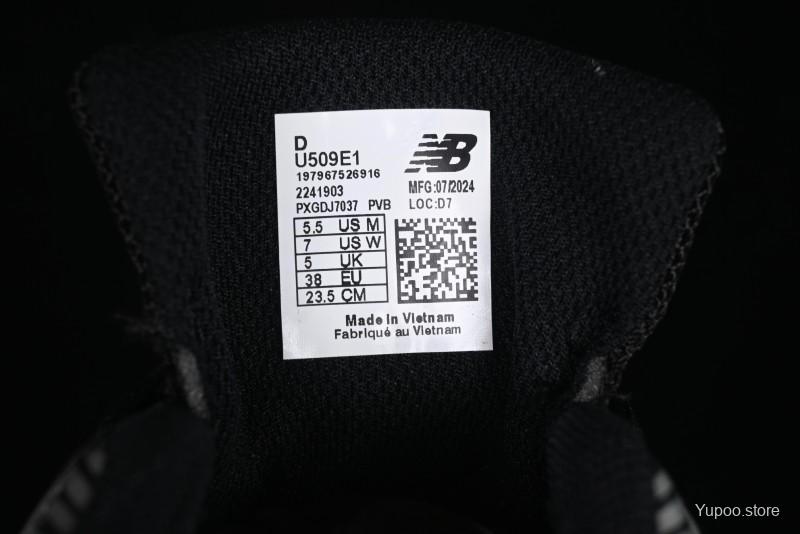 D
U509E1
197967526916
2241903
PXGDJ7037 PVB
NB
MFG:07/2024
LOC:D7
5.5 US M
7 US W
5 UK
38 EU
23.5 CM
Made in Vietnam
Fabriqué au Vietnam
Yupoo.store